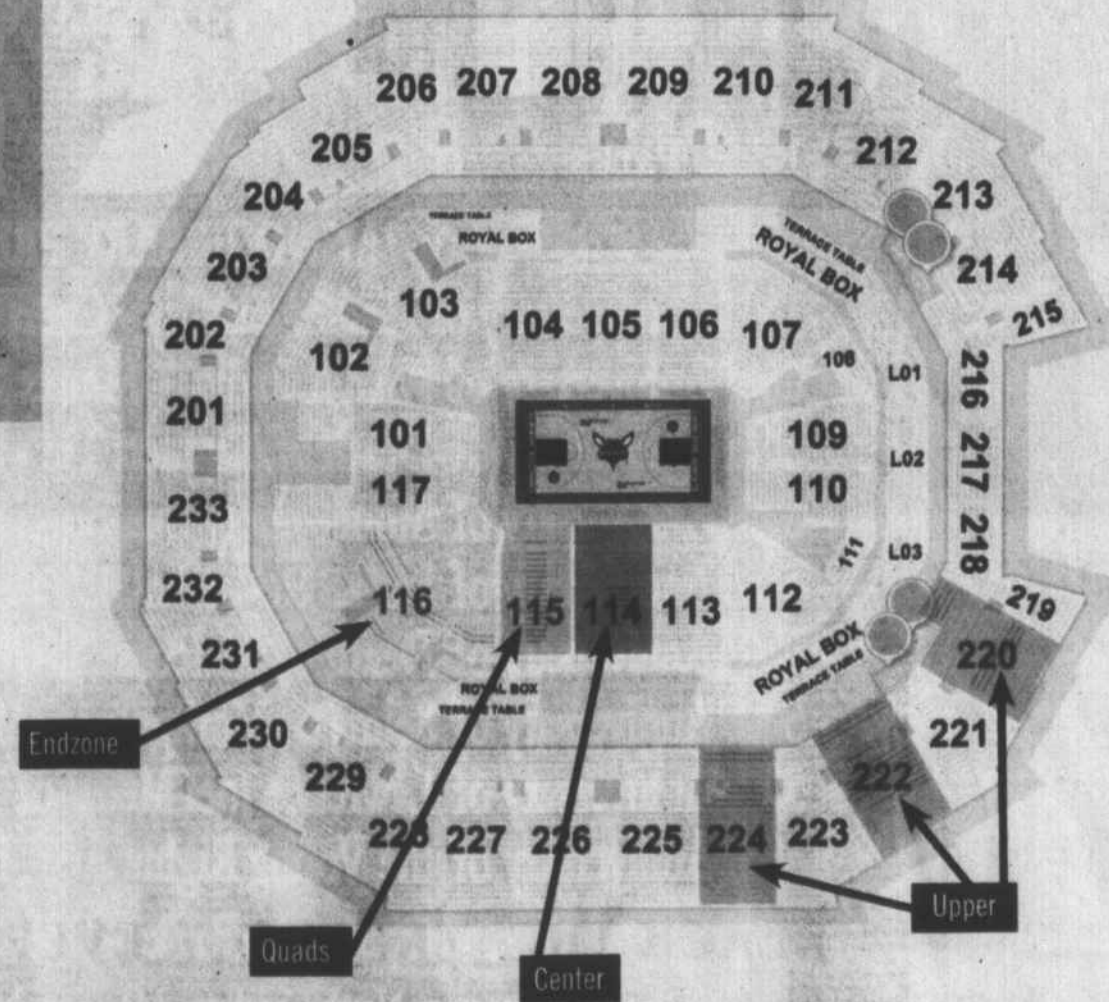 206 207 208 209 210 211
205 212
204 213
203 214
215
202
201
233
232
231
230
229
228 227 226 225 224 223
222
221
220
219
216
217
218
TERRACE TABLE
ROYAL BOX
TERRACE TABLE
ROYAL BOX
103 104 105 106 107
102 108
101 109
117 110
116 115 114 113 112 111
L01
L02
L03
ROYAL BOX
TERRACE TABLE
ROYAL BOX
TERRACE TABLE
Endzone
Quads
Center
Upper